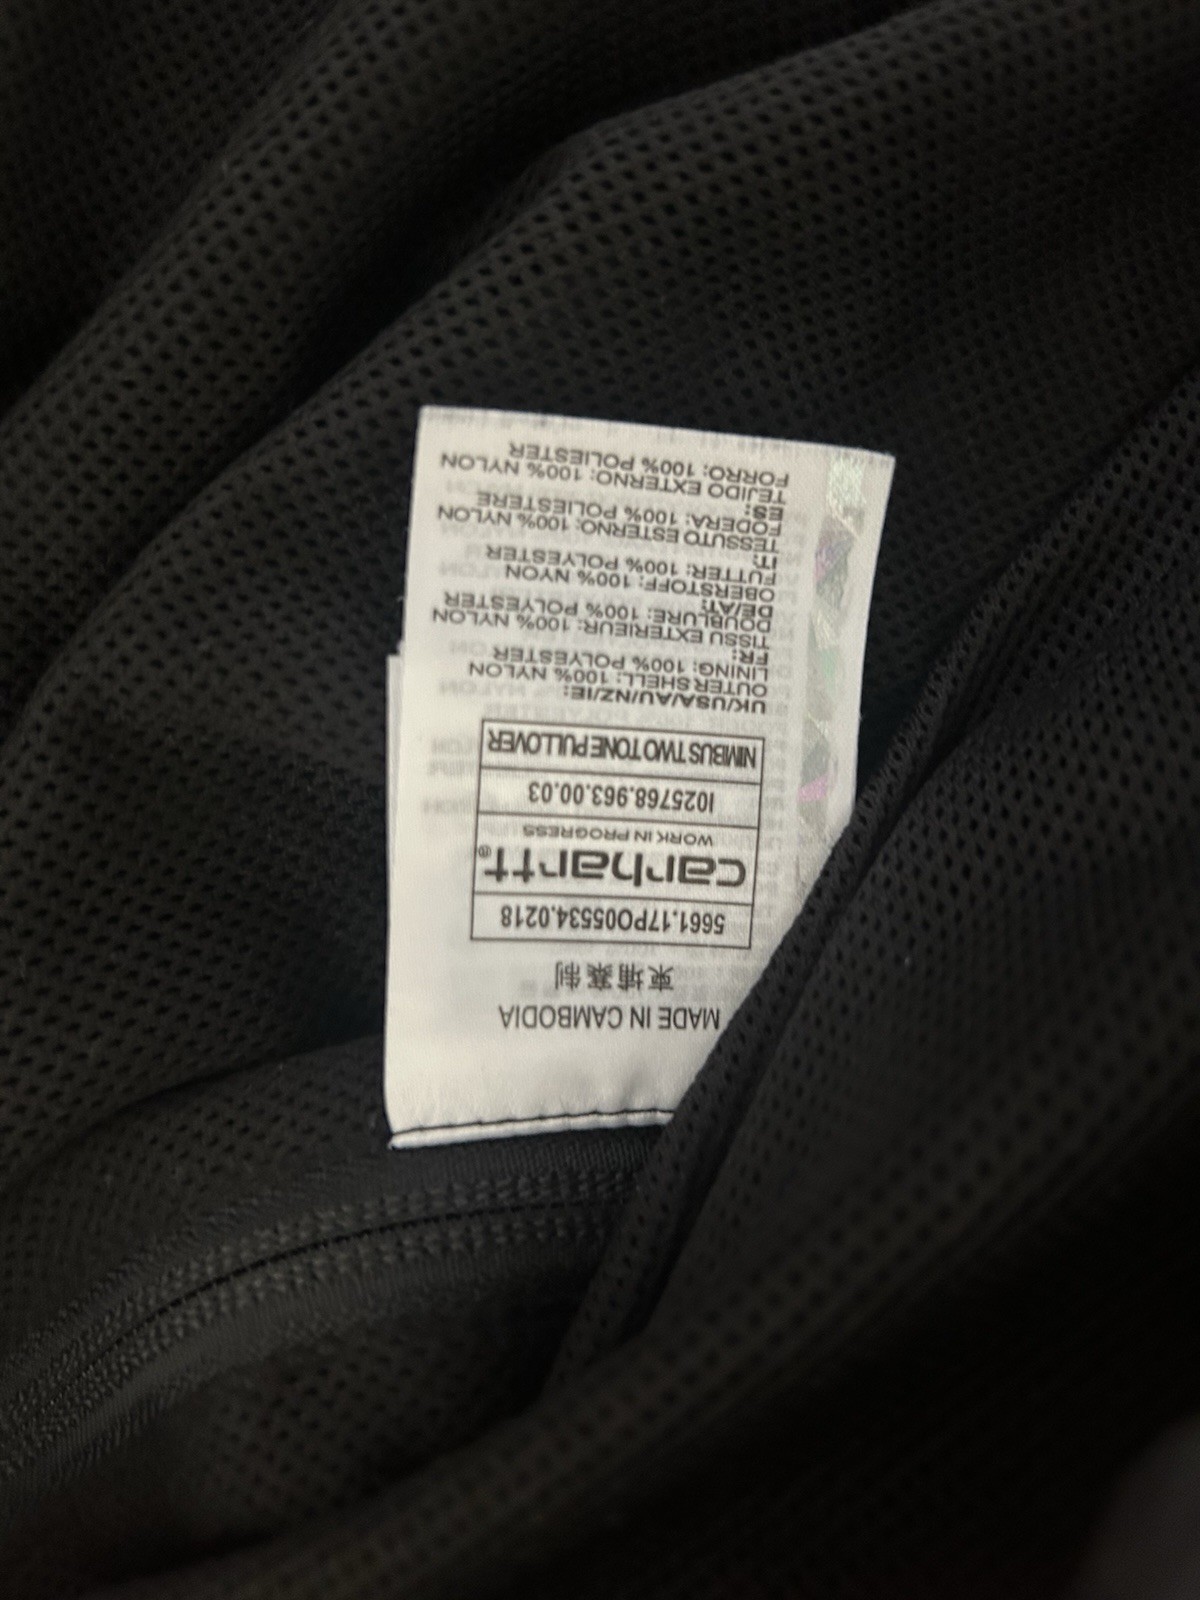 MADE IN CAMBODIA
柬埔寨制
5661.17PO05534.0218
carhartt®
WORK IN PROGRESS
I025768.963.00.03
NIMBUS TWO TONE PULLOVER
UK/USA/AU/NZ/IE:
OUTER SHELL: 100% NYLON
LINING: 100% POLYESTER
FR:
TISSU EXTERIEUR: 100% NYLON
DOUBLURE: 100% POLYESTER
DE/AT:
OBERSTOFF: 100% NYON
FUTTER: 100% POLYESTER
IT:
TESSUTO ESTERNO: 100% NYLON
FODERA: 100% POLIESTERE
ES:
TEJIDO EXTERNO: 100% NYLON
FORRO: 100% POLIESTER